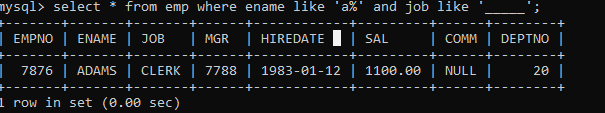 mysql> select * from emp where ename like 'a%' and job like '_____';
+-------+-------+-------+------+------------+---------+------+--------+
| EMPNO | ENAME | JOB   | MGR  | HIREDATE   | SAL     | COMM | DEPTNO |
+-------+-------+-------+------+------------+---------+------+--------+
|  7876 | ADAMS | CLERK | 7788 | 1983-01-12 | 1100.00 | NULL |     20 |
+-------+-------+-------+------+------------+---------+------+--------+
1 row in set (0.00 sec)